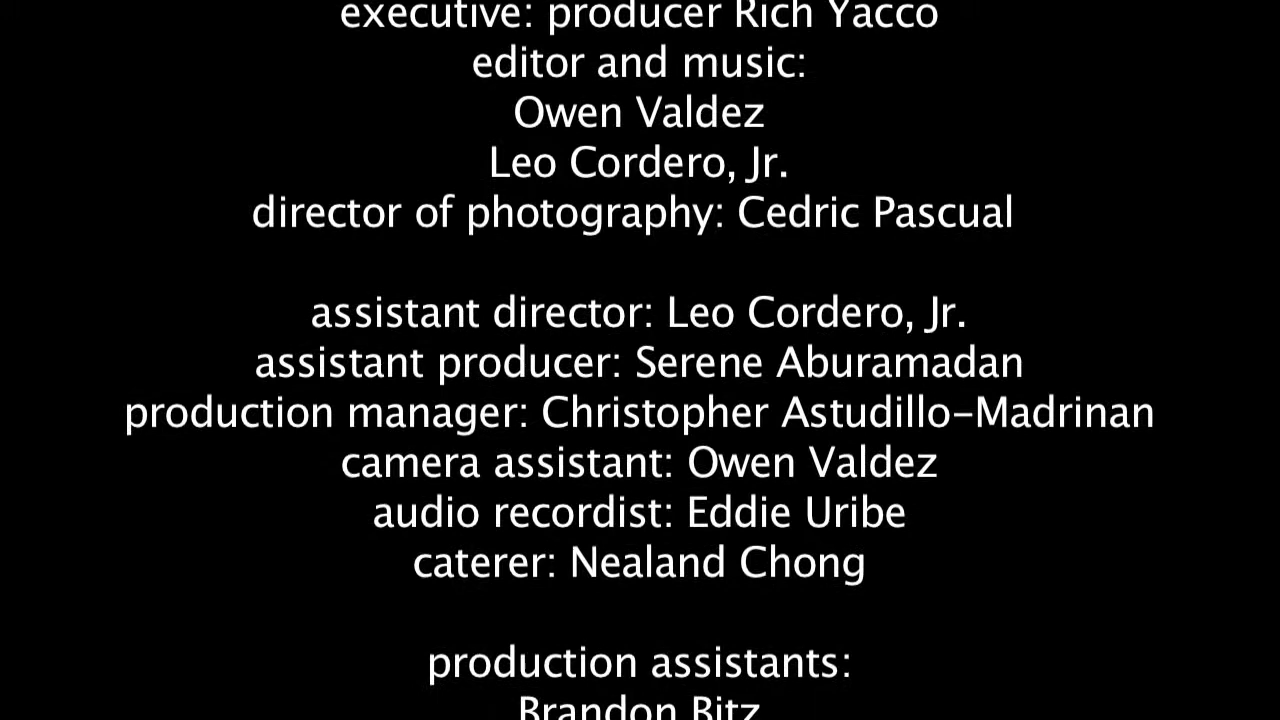 executive: producer Rich Yacco
editor and music:
Owen Valdez
Leo Cordero, Jr.
director of photography: Cedric Pascual
assistant director: Leo Cordero, Jr.
assistant producer: Serene Aburamadan
production manager: Christopher Astudillo-Madrinan
camera assistant: Owen Valdez
audio recordist: Eddie Uribe
caterer: Nealand Chong
production assistants:
Brandon Bitz